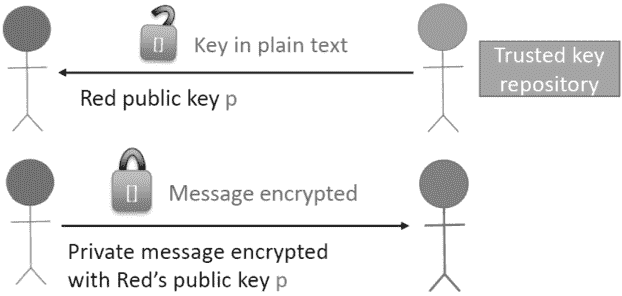 [] Key in plain text
Trusted key
repository
Red public key p
[] Message encrypted
Private message encrypted
with Red's public key p